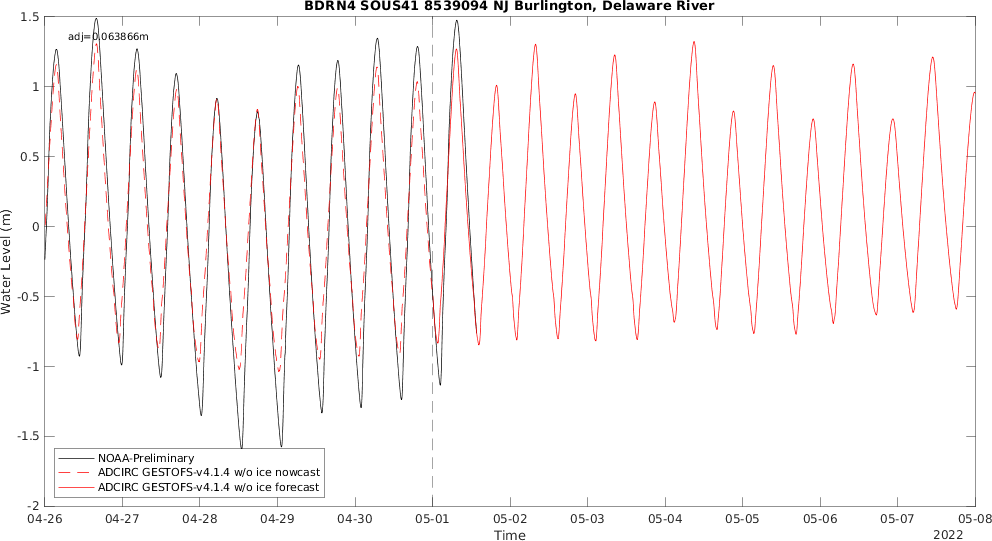 BDRN4 SOUS41 8539094 NJ Burlington, Delaware River
1.5
adj=0.063866m
1
0.5
0
-0.5
-1
-1.5
-2
Water Level (m)
NOAA-Preliminary
ADCIRC GESTOFS-v4.1.4 w/o ice nowcast
ADCIRC GESTOFS-v4.1.4 w/o ice forecast
04-26 04-27 04-28 04-29 04-30 05-01 05-02 05-03 05-04 05-05 05-06 05-07 05-08
Time
2022